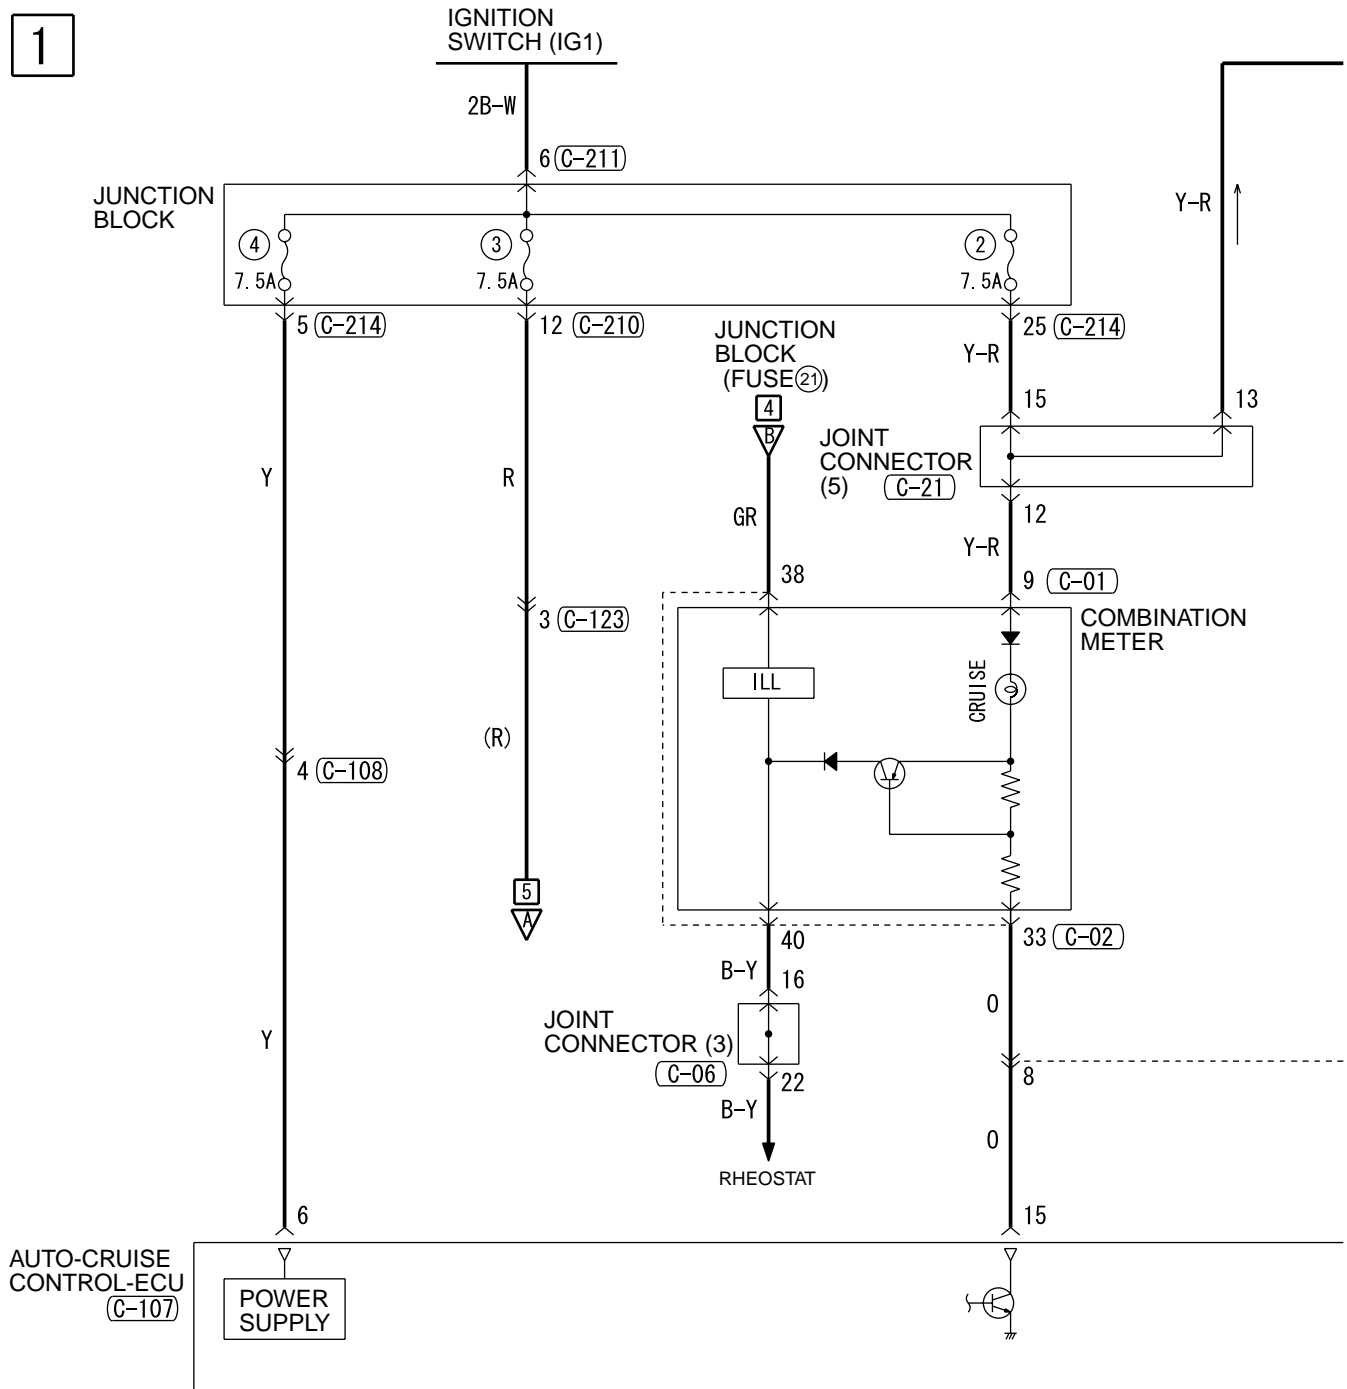 1
IGNITION
SWITCH (IG1)
2B-W
6 (C-211)
JUNCTION
BLOCK
Y-R
4
3
2
7.5A
7.5A
7.5A
5 (C-214)
12 (C-210)
25 (C-214)
JUNCTION
BLOCK
(FUSE 21)
Y-R
4
B
15
13
JOINT
CONNECTOR
(5) C-21
Y
R
GR
12
Y-R
38
9 (C-01)
3 (C-123)
COMBINATION
METER
ILL
CRUISE
(R)
4 (C-108)
5
A
40
33 (C-02)
B-Y
16
O
JOINT
CONNECTOR (3)
C-06
Y
22
8
B-Y
O
RHEOSTAT
6
15
AUTO-CRUISE
CONTROL-ECU
C-107
POWER
SUPPLY